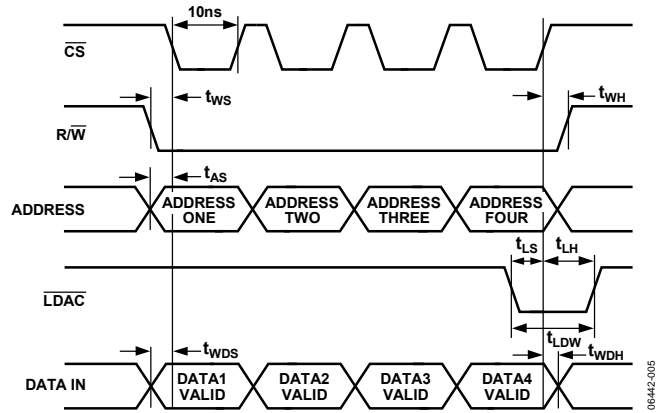 10ns
CS
tWS
tWH
R/W
tAS
ADDRESS
ADDRESS ONE
ADDRESS TWO
ADDRESS THREE
ADDRESS FOUR
tLS
tLH
LDAC
tLDW
tWDS
tWDH
DATA IN
DATA1 VALID
DATA2 VALID
DATA3 VALID
DATA4 VALID
06442-005